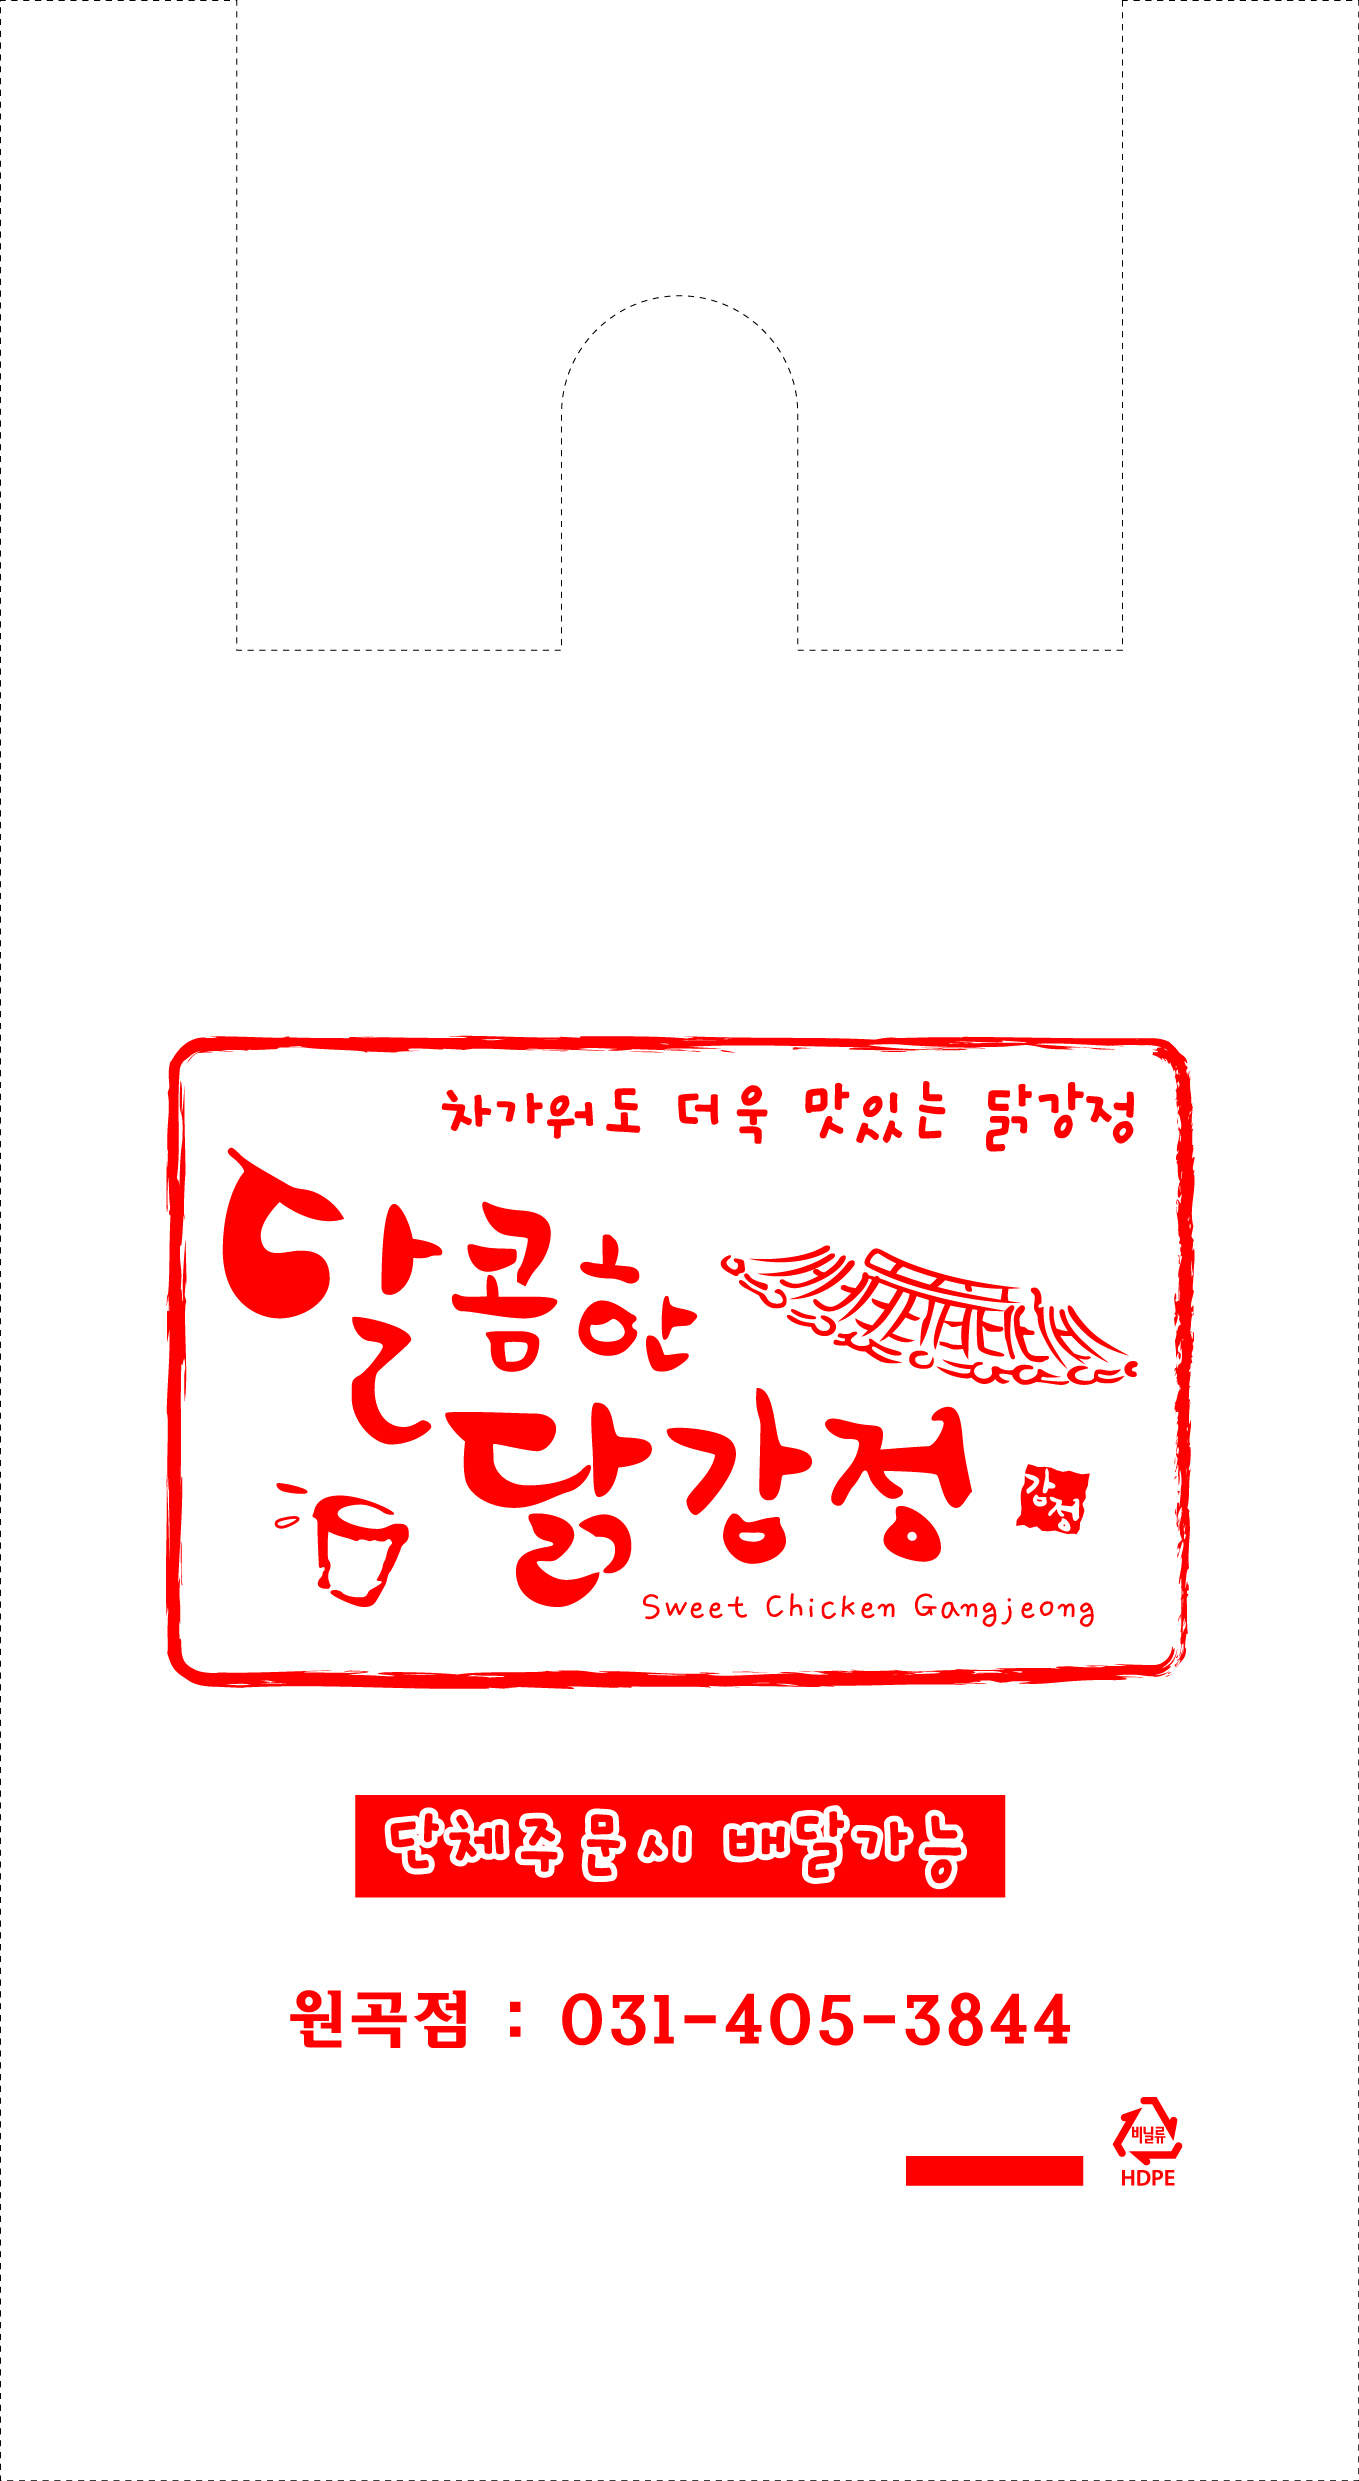 차가워도 더욱 맛있는 닭강정
달콤한
닭강정
강정
Sweet Chicken Gangjeong
단체주문시 배달가능
원곡점 : 031-405-3844
비닐류
HDPE